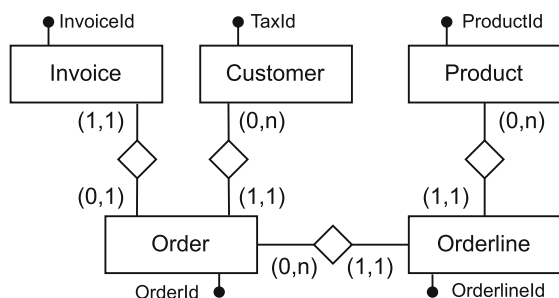 InvoiceId
TaxId
ProductId
Invoice
Customer
Product
(1,1)
(0,n)
(0,n)
(0,1)
(1,1)
(1,1)
Order
Orderline
(0,n)
(1,1)
OrderId
OrderlineId